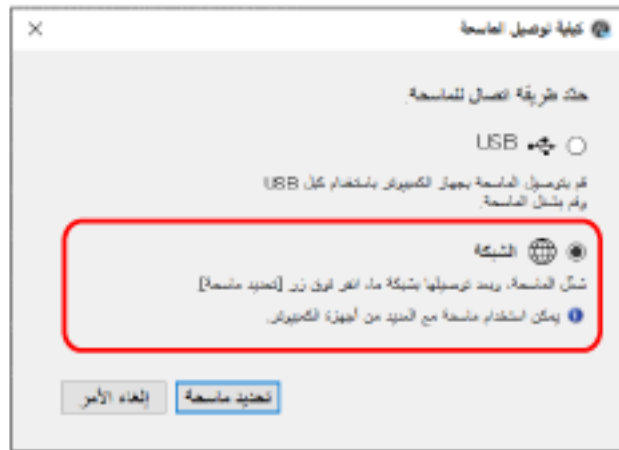 كيفية توصيل الماسحة
حدّد طريقة اتصال للماسحة.
USB
قم بتوصيل الماسحة بجهاز الكمبيوتر باستخدام كبل USB
وقم بتشغل الماسحة.
الشبكة
شغّل الماسحة، وبعد توصيلها بشبكة ما، انقر فوق زر [تحديد ماسحة]
يمكن استخدام ماسحة مع العديد من أجهزة الكمبيوتر.
تحديد ماسحة
إلغاء الأمر